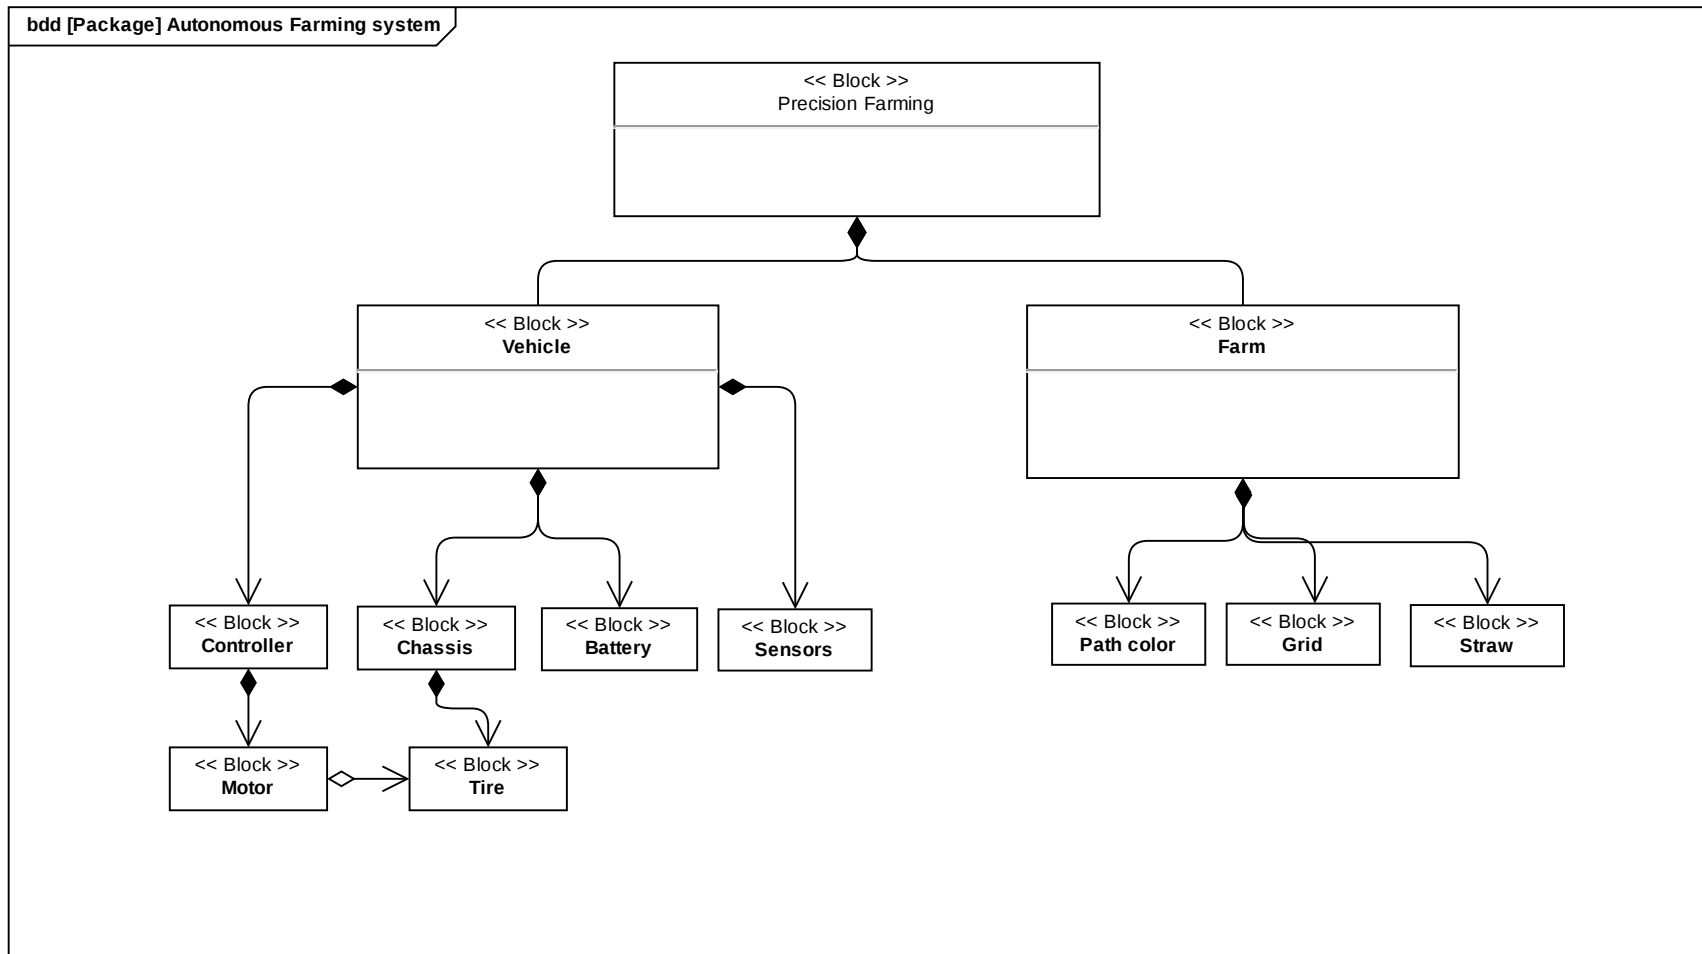 bdd [Package] Autonomous Farming system
<< Block >>
Precision Farming
<< Block >>
Vehicle
<< Block >>
Farm
<< Block >>
Controller
<< Block >>
Chassis
<< Block >>
Battery
<< Block >>
Sensors
<< Block >>
Path color
<< Block >>
Grid
<< Block >>
Straw
<< Block >>
Motor
<< Block >>
Tire